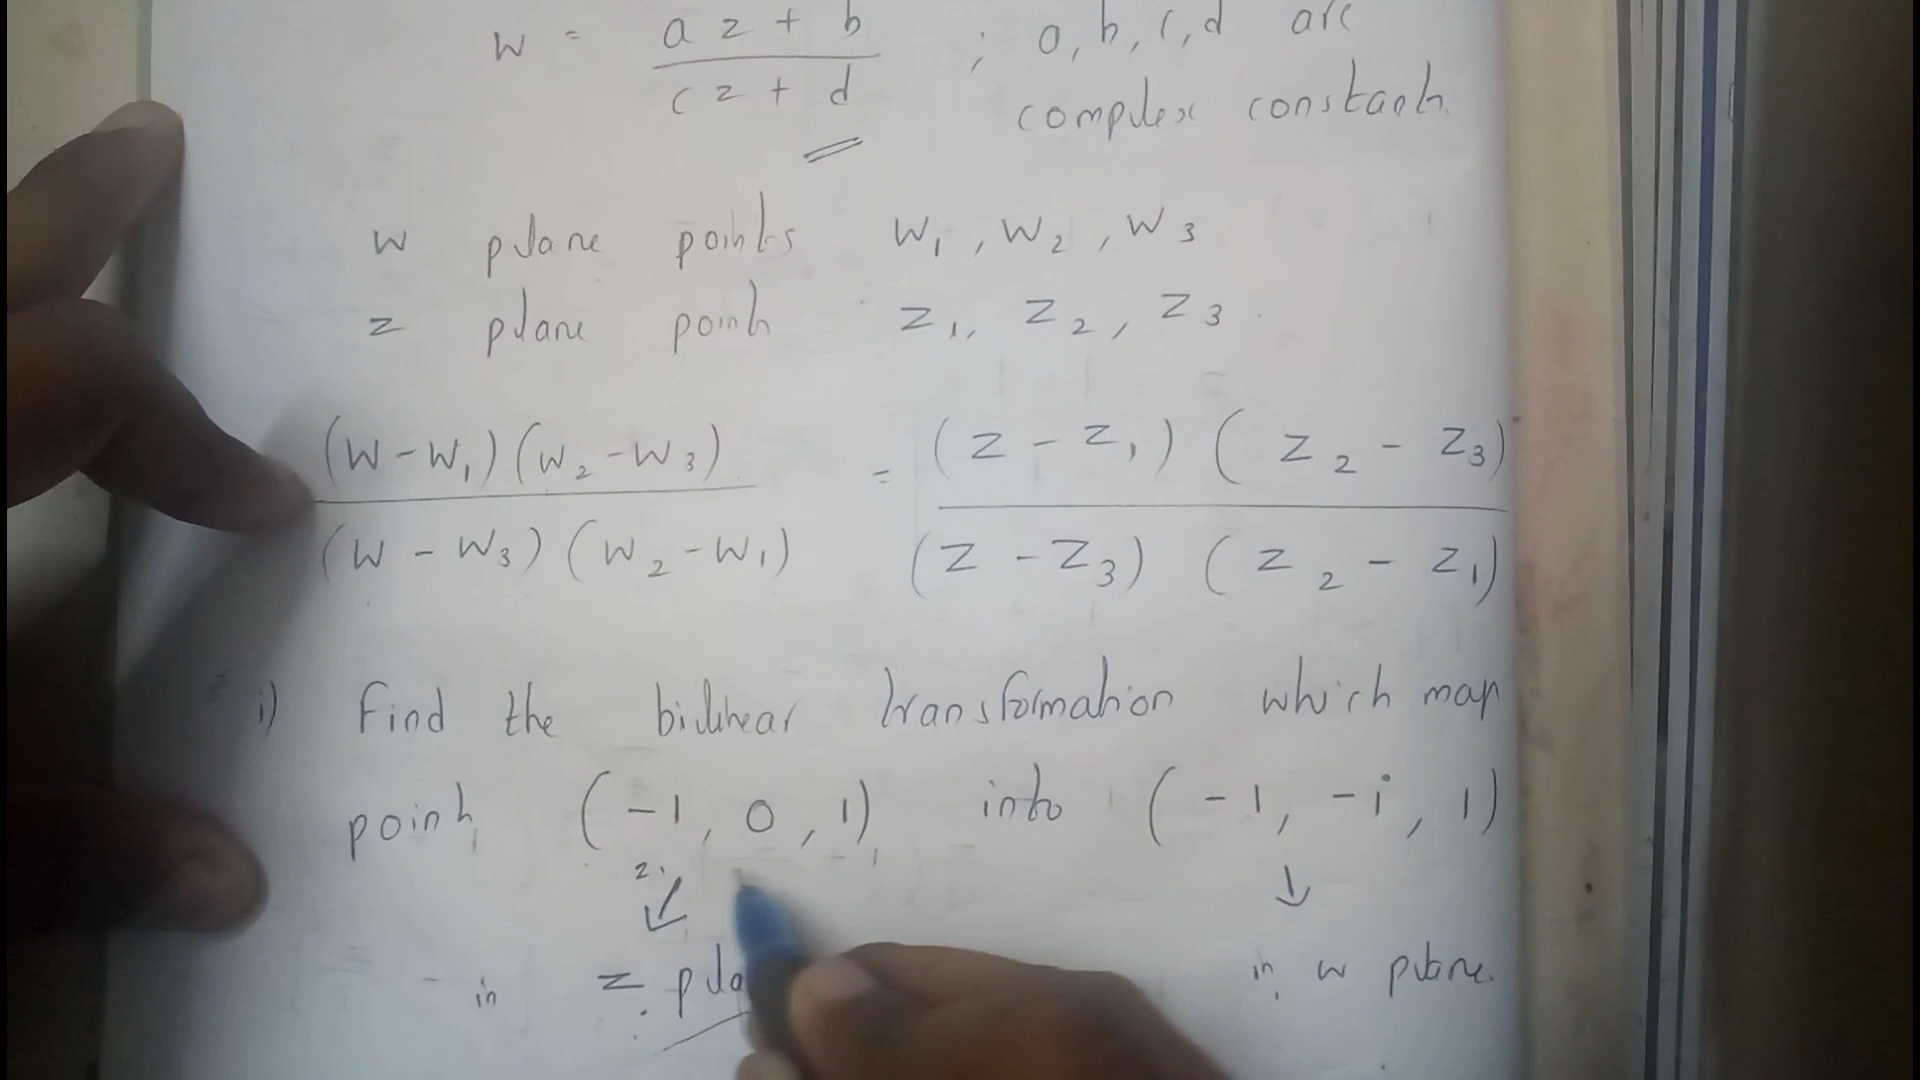 w = az + b / cz + d ; a, b, c, d are
complex constants.
w plane points w1, w2, w3
z plane points z1, z2, z3
(w - w1)(w2 - w3) / (w - w3)(w2 - w1) = (z - z1)(z2 - z3) / (z - z3)(z2 - z1)
i) Find the bilinear transformation which map
points (-1, 0, 1) into (-1, -i, 1)
in z in w plane.